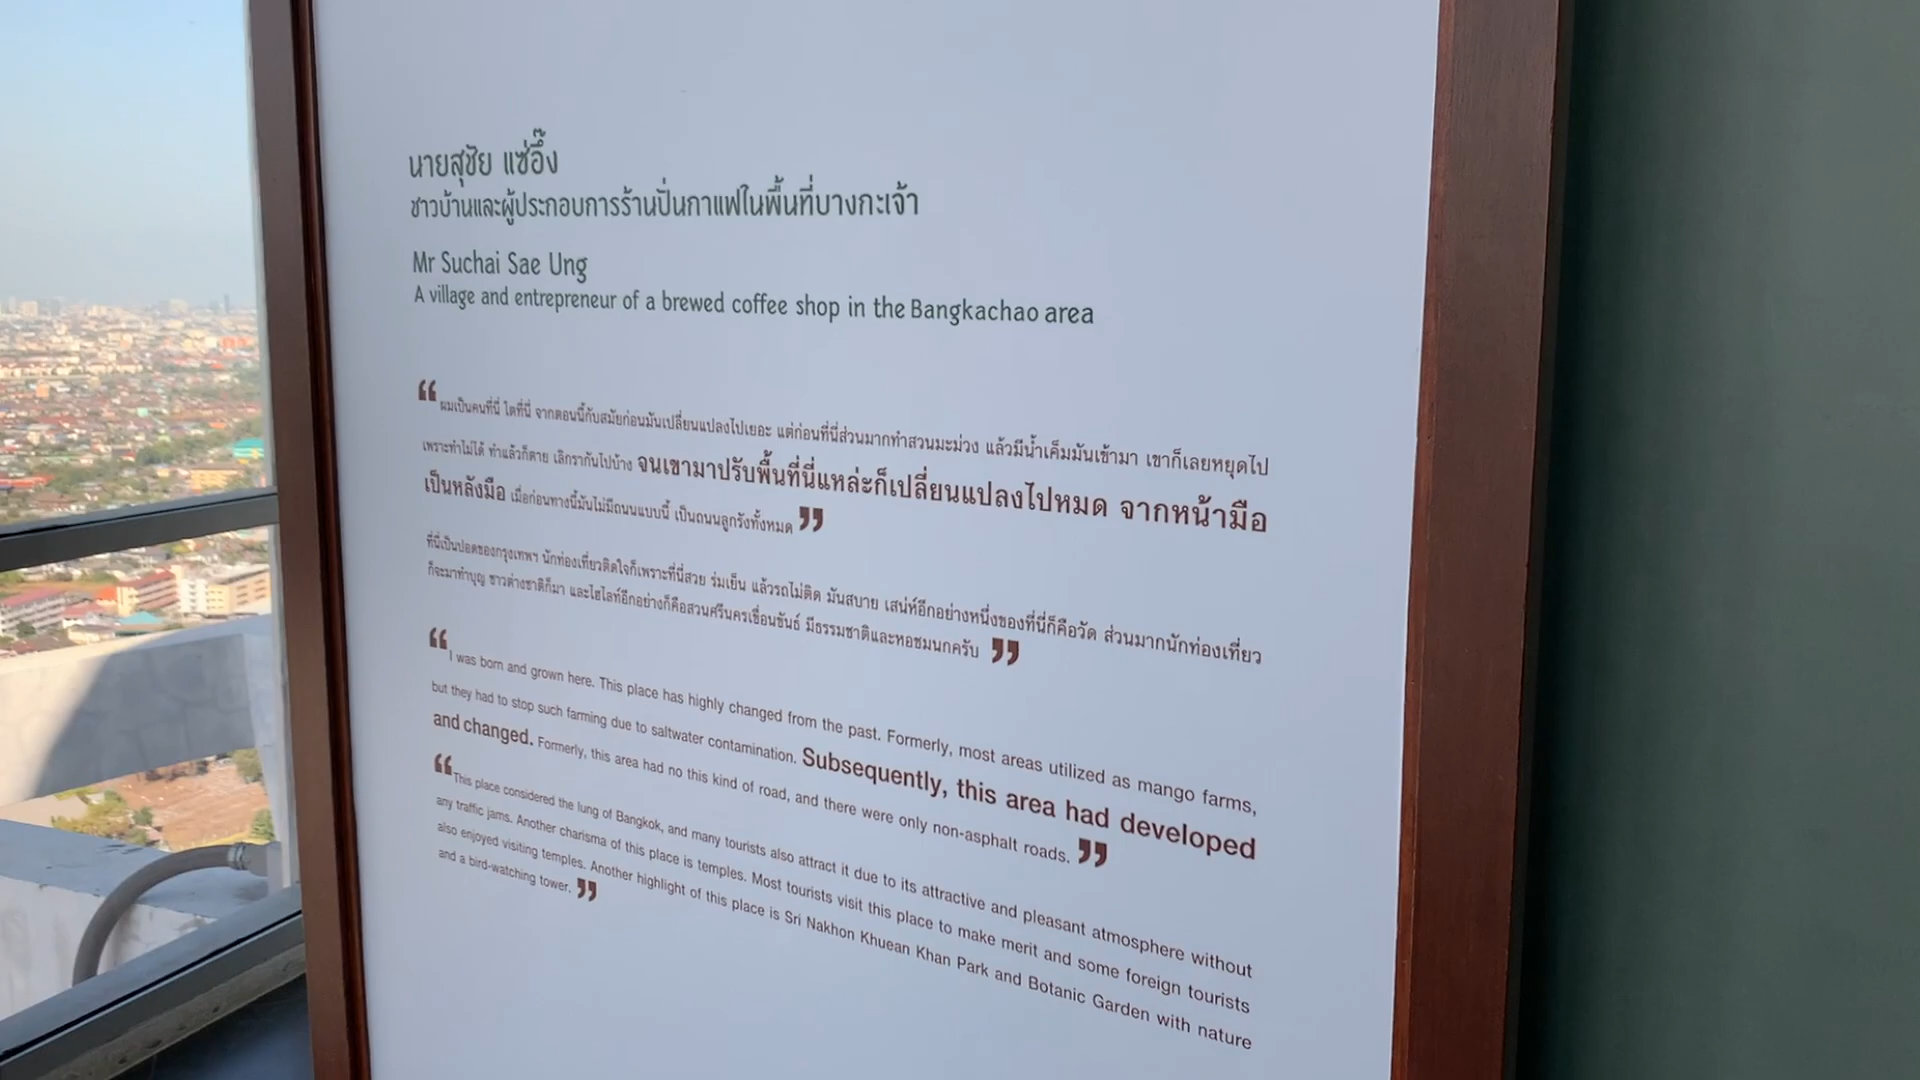 นายสุชัย แซ่อึ๊ง
ชาวบ้านและผู้ประกอบการร้านปั่นกาแฟในพื้นที่บางกะเจ้า
Mr Suchai Sae Ung
A village and entrepreneur of a brewed coffee shop in the Bangkachao area
“ผมเป็นคนที่นี่ โตที่นี่ จากตอนนี้กับสมัยก่อนมันเปลี่ยนแปลงไปเยอะ แต่ก่อนที่นี่ส่วนมากทำสวนมะม่วง แล้วมีน้ำเค็มมันเข้ามา เขาก็เลยหยุดไป
เพราะทำไม่ได้ ทำแล้วก็ตาย เลิกรากันไปบ้าง จนเขามาปรับพื้นที่นี่แหล่ะก็เปลี่ยนแปลงไปหมด จากหน้ามือ
เป็นหลังมือ เมื่อก่อนทางนี้มันไม่มีถนนแบบนี้ เป็นถนนลูกรังทั้งหมด”
ที่นี่เป็นปอดของกรุงเทพฯ นักท่องเที่ยวติดใจก็เพราะที่นี่สวย ร่มเย็น แล้วรถไม่ติด มันสบาย เสน่ห์อีกอย่างหนึ่งของที่นี่ก็คือวัด ส่วนมากนักท่องเที่ยว
ก็จะมาทำบุญ ชาวต่างชาติก็มา และไฮไลท์อีกอย่างก็คือสวนศรีนครเขื่อนขันธ์ มีธรรมชาติและหอชมนกครับ”
“I was born and grown here. This place has highly changed from the past. Formerly, most areas utilized as mango farms,
but they had to stop such farming due to saltwater contamination. Subsequently, this area had developed
and changed. Formerly, this area had no this kind of road, and there were only non-asphalt roads.”
“This place considered the lung of Bangkok, and many tourists also attract it due to its attractive and pleasant atmosphere without
any traffic jams. Another charisma of this place is temples. Most tourists visit this place to make merit and some foreign tourists
also enjoyed visiting temples. Another highlight of this place is Sri Nakhon Khuean Khan Park and Botanic Garden with nature
and a bird-watching tower.”